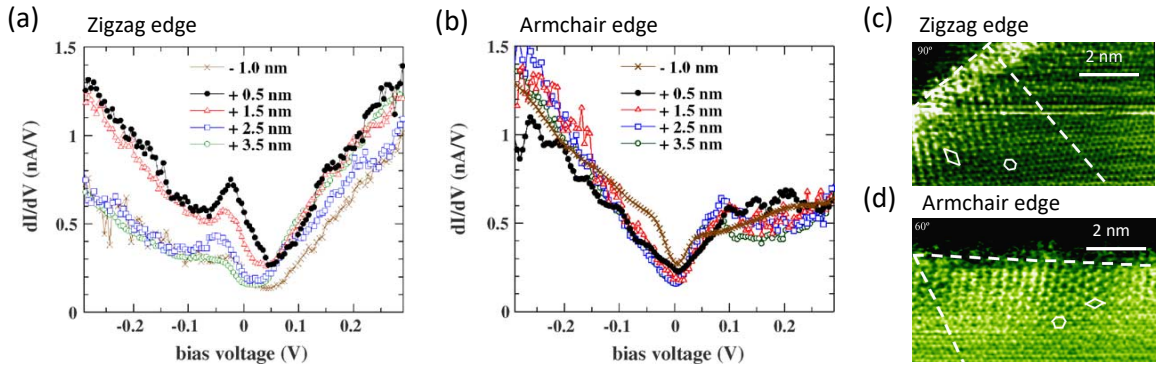 (a) Zigzag edge
1.5
1
0.5
0
dI/dV (nA/V)
- 1.0 nm
+ 0.5 nm
+ 1.5 nm
+ 2.5 nm
+ 3.5 nm
-0.2 -0.1 0 0.1 0.2
bias voltage (V)
(b) Armchair edge
1.5
1
0.5
0
dI/dV (nA/V)
- 1.0 nm
+ 0.5 nm
+ 1.5 nm
+ 2.5 nm
+ 3.5 nm
-0.2 -0.1 0 0.1 0.2
bias voltage (V)
(c) Zigzag edge
90°
2 nm
(d) Armchair edge
60°
2 nm